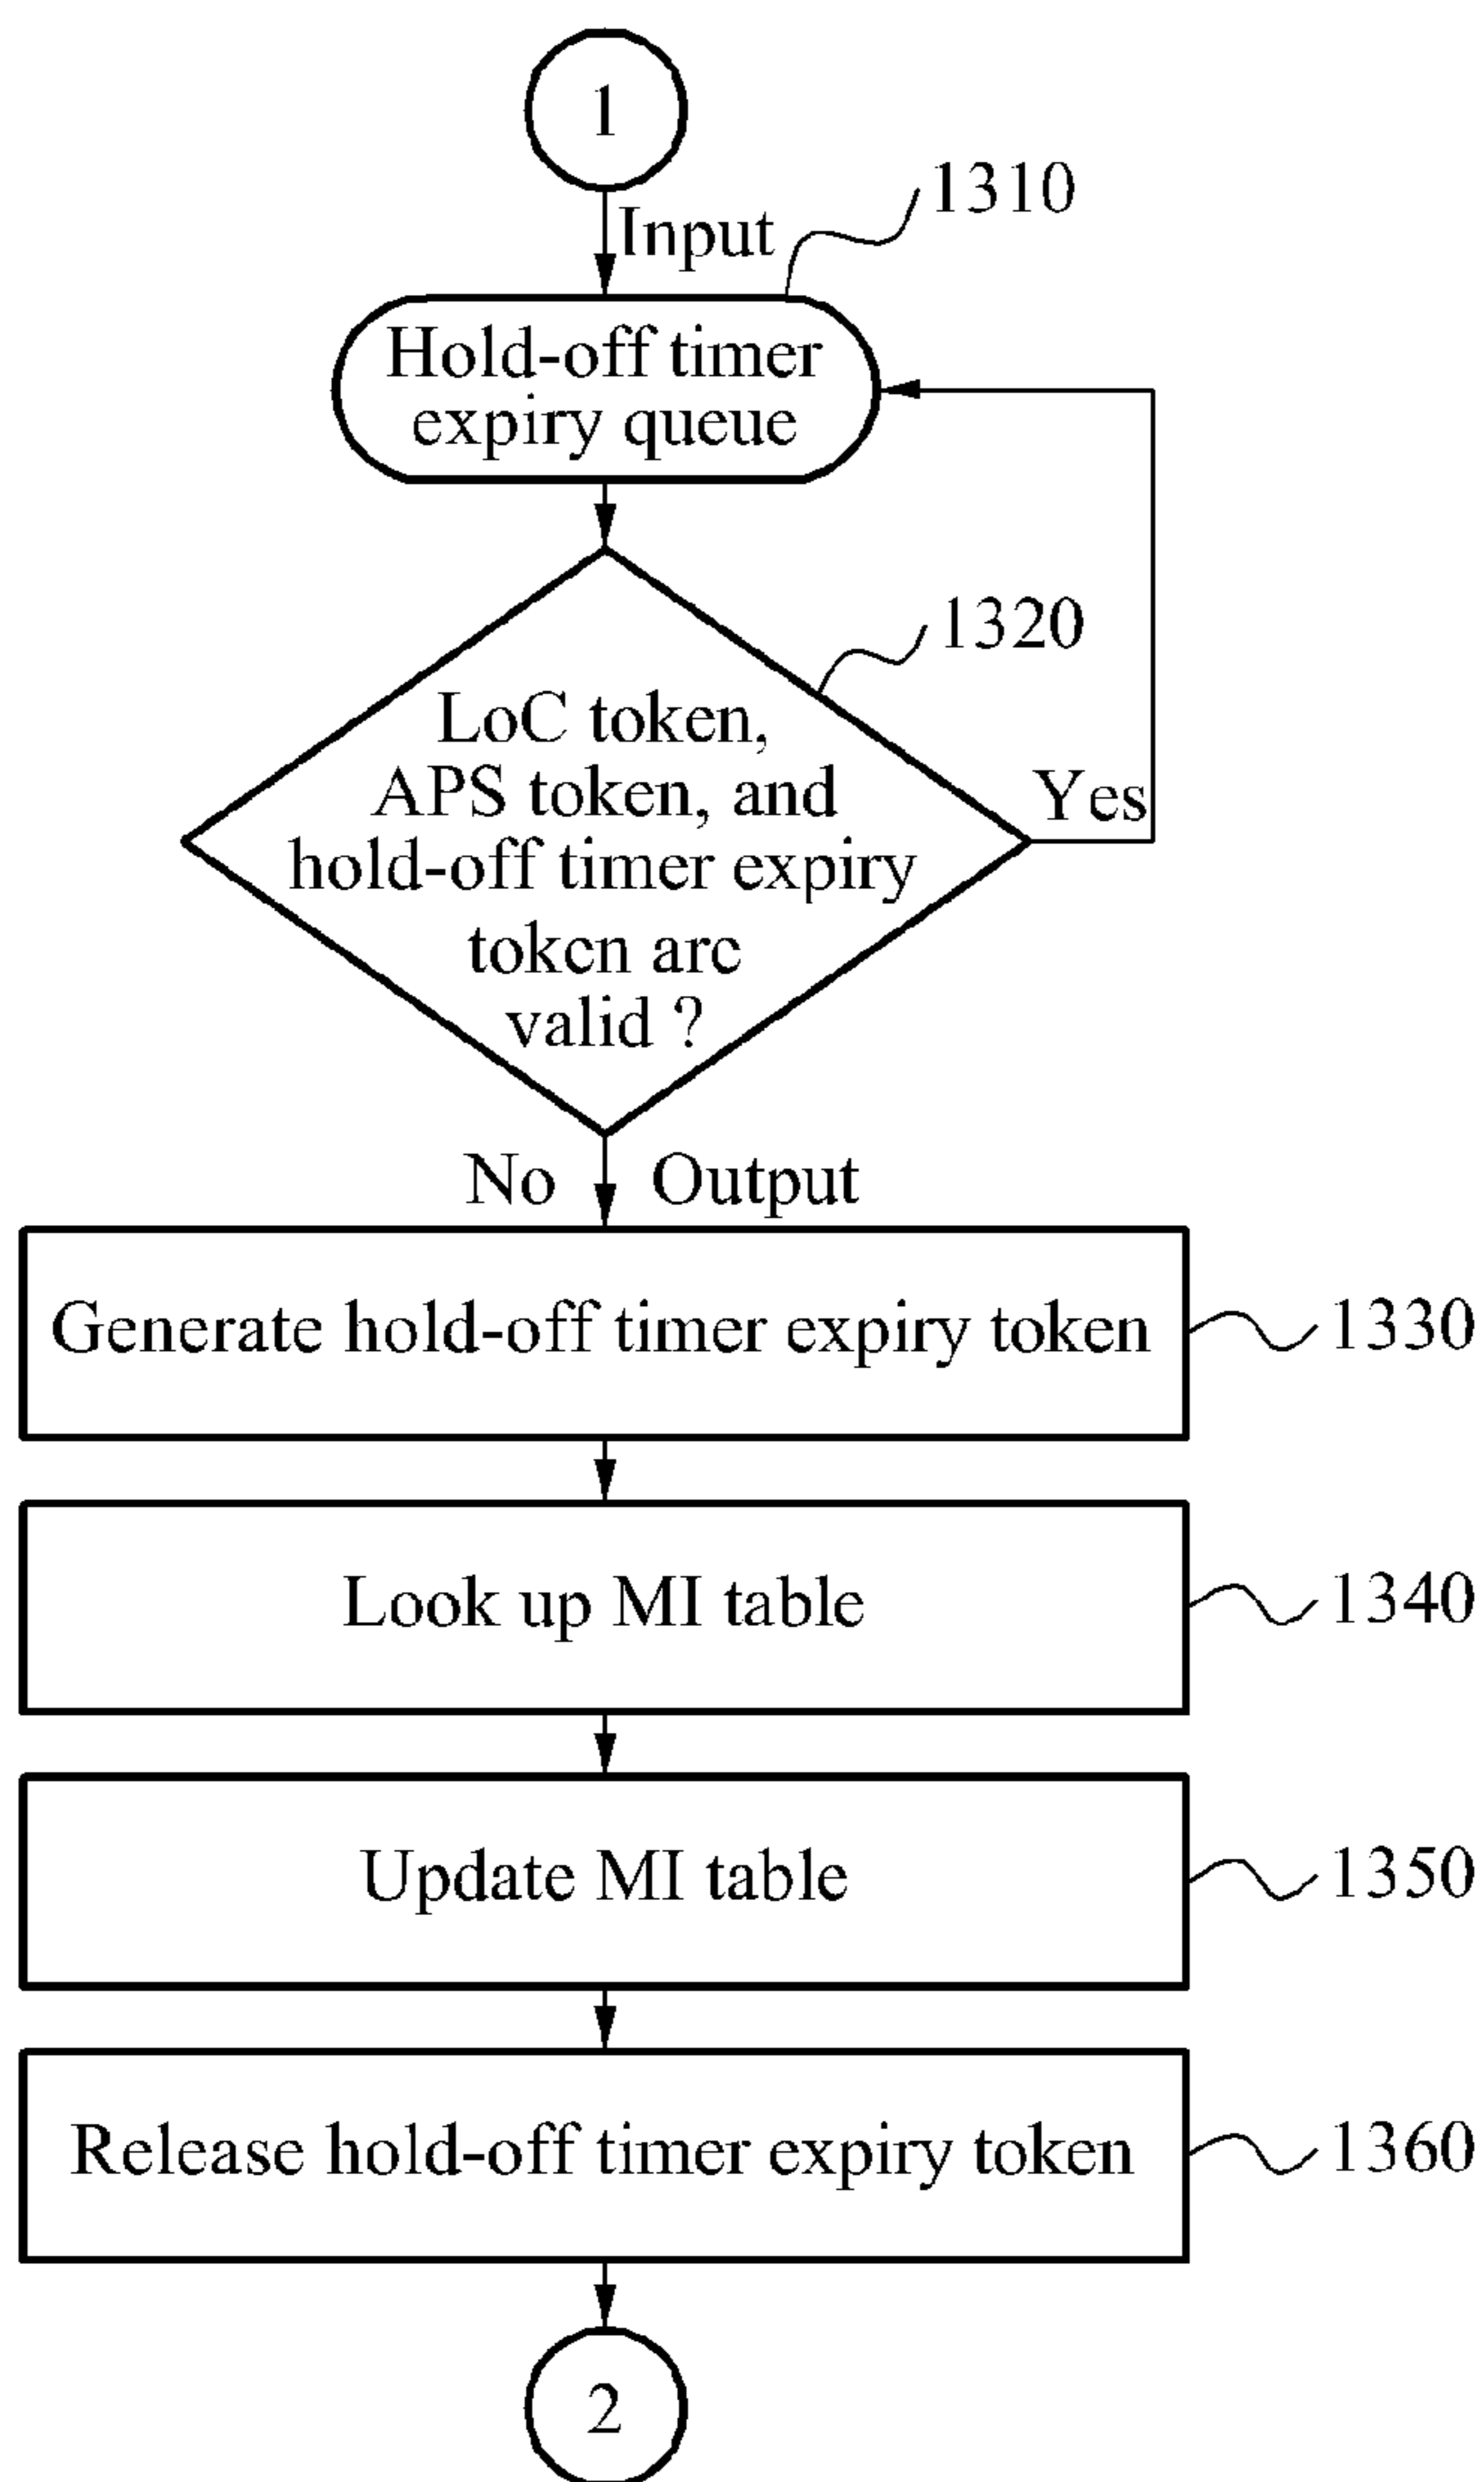 1
Input
1310
Hold-off timer
expiry queue
1320
LoC token,
APS token, and
hold-off timer expiry
token are
valid ?
Yes
No
Output
Generate hold-off timer expiry token
1330
Look up MI table
1340
Update MI table
1350
Release hold-off timer expiry token
1360
2